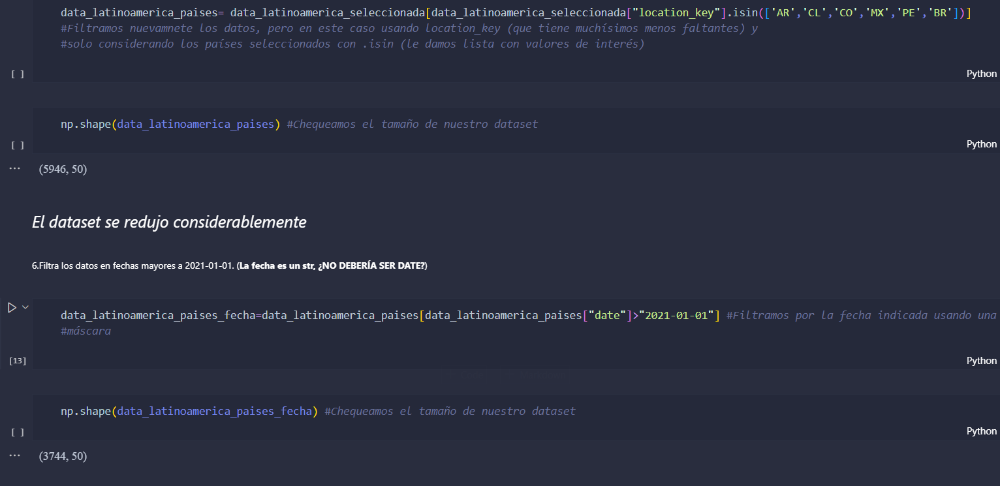 data_latinoamerica_paises= data_latinoamerica_seleccionada[data_latinoamerica_seleccionada["location_key"].isin(['AR','CL','CO','MX','PE','BR'])]
#Filtramos nuevamnete los datos, pero en este caso usando location_key (que tiene muchísimos menos faltantes) y
#solo considerando los países seleccionados con .isin (le damos lista con valores de interés)
[ ]
Python
np.shape(data_latinoamerica_paises) #Chequeamos el tamaño de nuestro dataset
[ ]
Python
... (5946, 50)
El dataset se redujo considerablemente
6.Filtra los datos en fechas mayores a 2021-01-01. (La fecha es un str, ¿NO DEBERÍA SER DATE?)
data_latinoamerica_paises_fecha=data_latinoamerica_paises[data_latinoamerica_paises["date"]>"2021-01-01"] #Filtramos por la fecha indicada usando una
#máscara
[13]
Python
np.shape(data_latinoamerica_paises_fecha) #Chequeamos el tamaño de nuestro dataset
[ ]
Python
... (3744, 50)